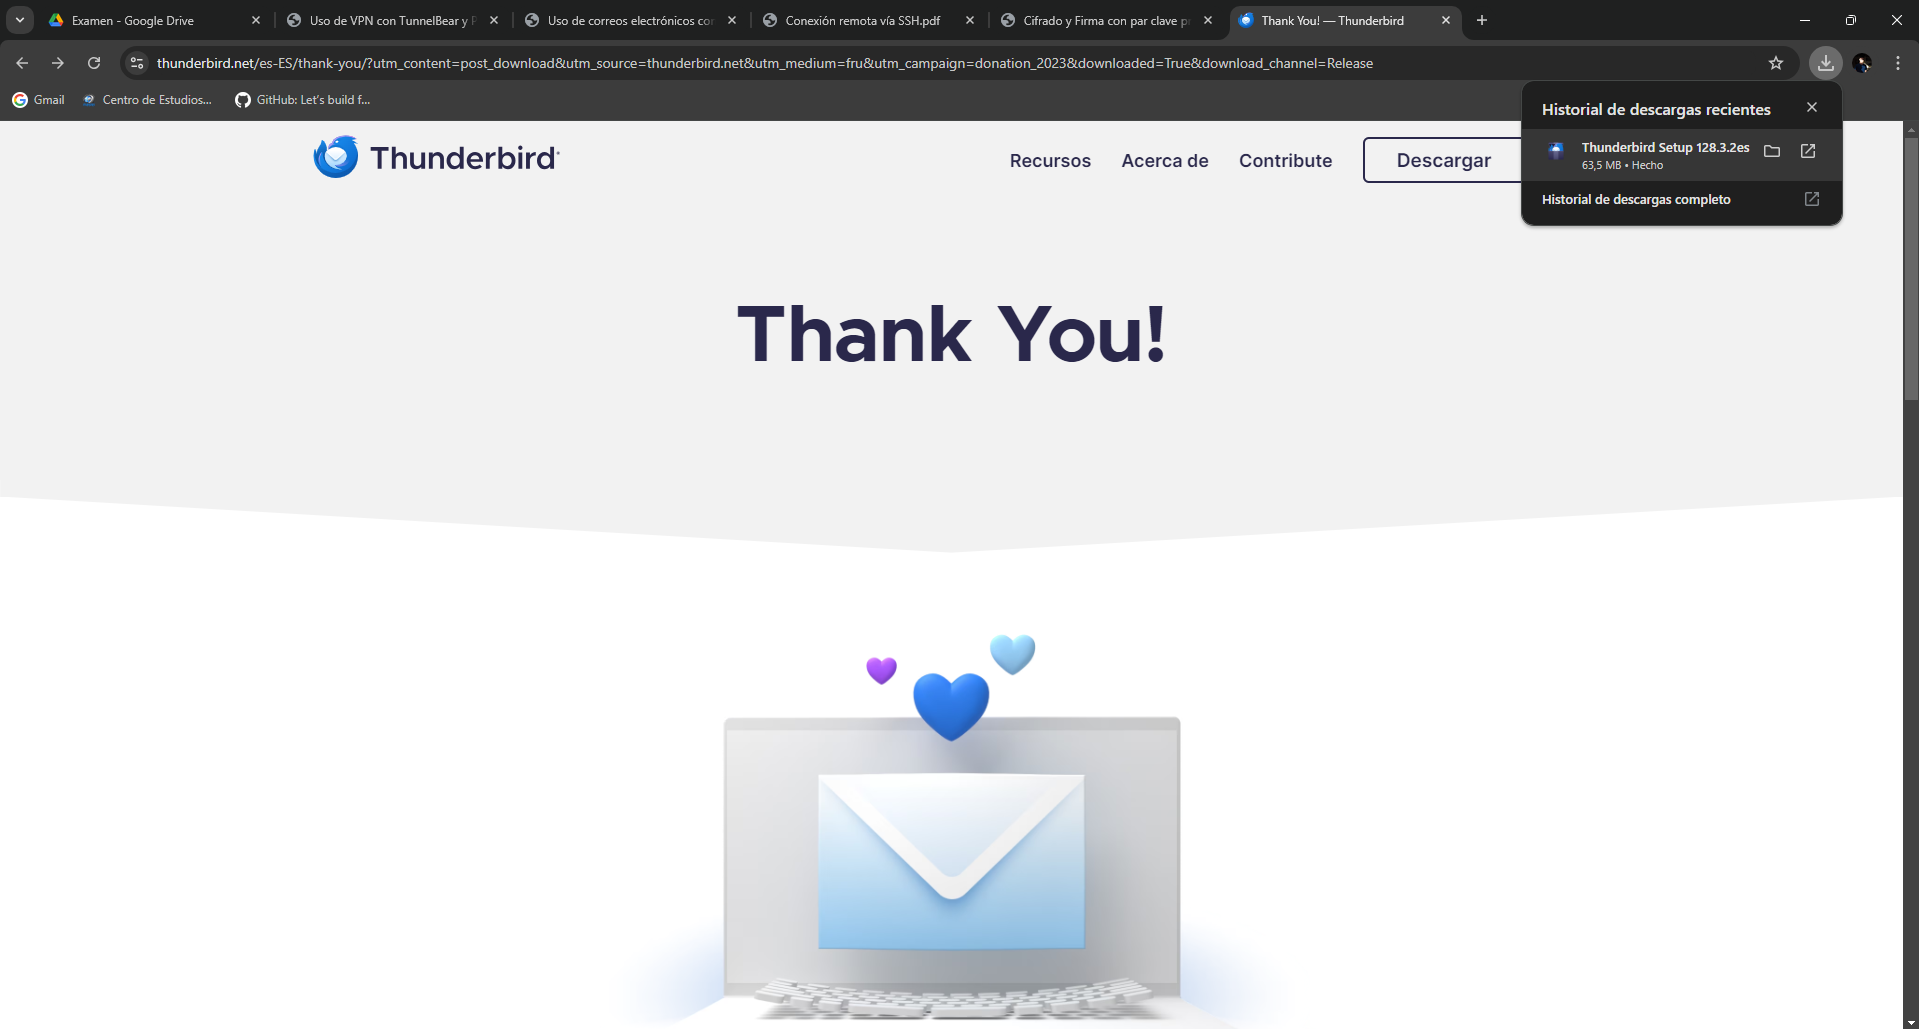 Examen - Google Drive
Uso de VPN con TunnelBear y P
Uso de correos electrónicos co
Conexión remota vía SSH.pdf
Cifrado y Firma con par clave p
Thank You! — Thunderbird
thunderbird.net/es-ES/thank-you/?utm_content=post_download&utm_source=thunderbird.net&utm_medium=fru&utm_campaign=donation_2023&downloaded=True&download_channel=Release
Gmail
Centro de Estudios...
GitHub: Let's build f...
Historial de descargas recientes
Thunderbird Setup 128.3.2es
63,5 MB • Hecho
Historial de descargas completo
Thunderbird
Recursos
Acerca de
Contribute
Descargar
Thank You!